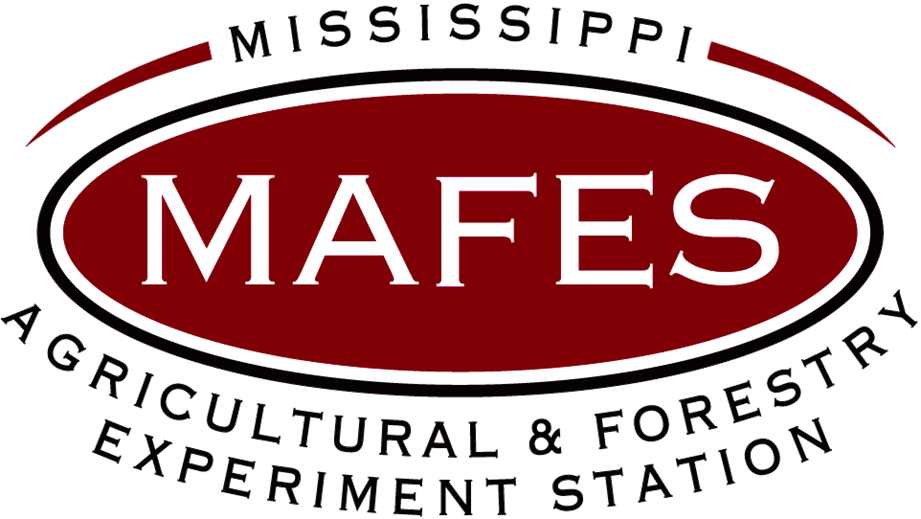 MISSISSIPPI
MAFES
AGRICULTURAL & FORESTRY
EXPERIMENT STATION